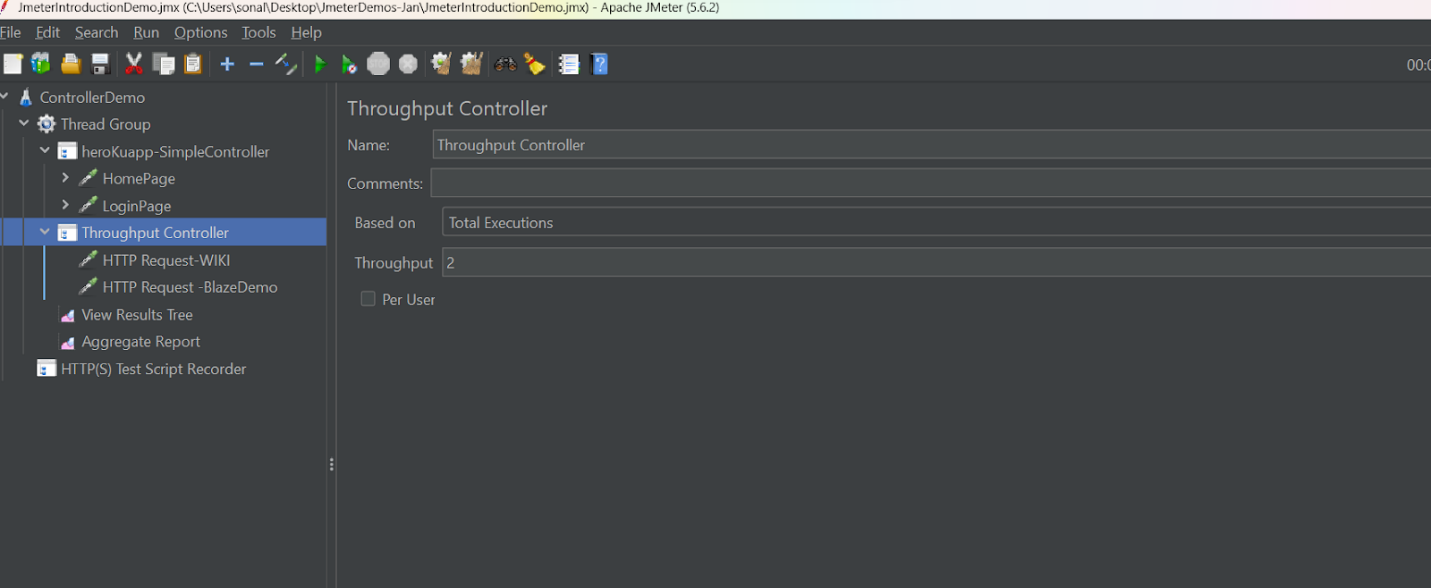 JmeterIntroductionDemo.jmx (C:\Users\sonal\Desktop\JmeterDemos-Jan\JmeterIntroductionDemo.jmx) - Apache JMeter (5.6.2)
File Edit Search Run Options Tools Help
00:0
ControllerDemo
Thread Group
heroKuapp-SimpleController
HomePage
LoginPage
Throughput Controller
HTTP Request-WIKI
HTTP Request -BlazeDemo
View Results Tree
Aggregate Report
HTTP(S) Test Script Recorder
Throughput Controller
Name: Throughput Controller
Comments:
Based on Total Executions
Throughput 2
Per User